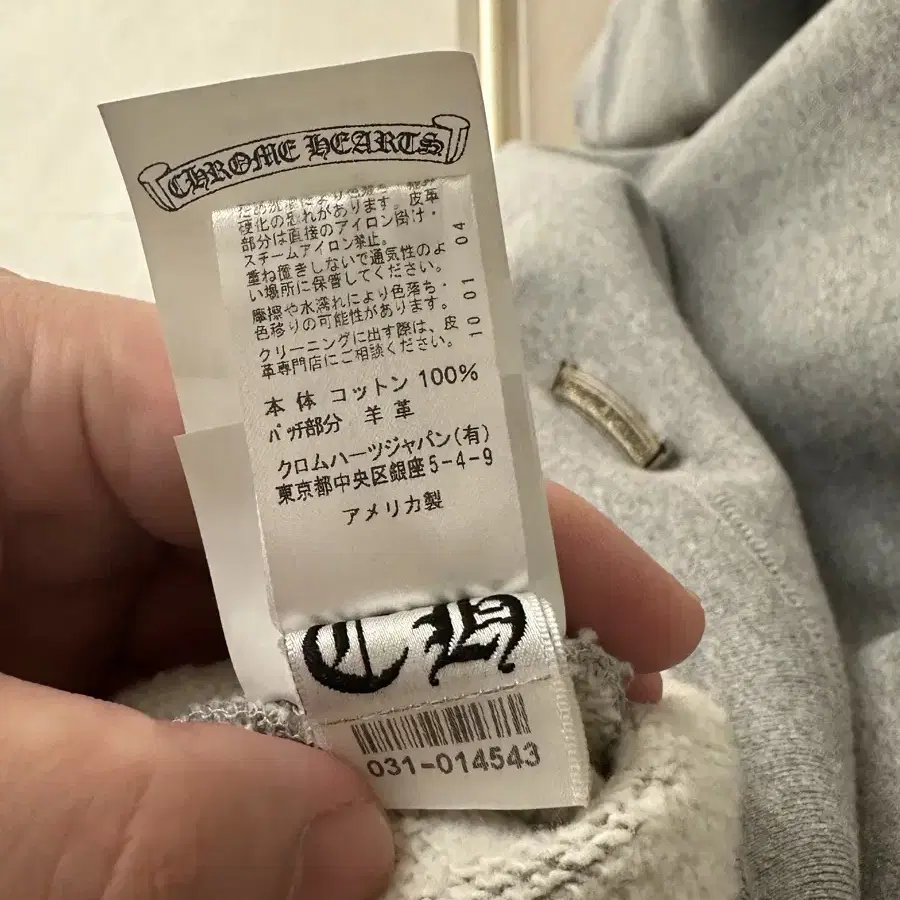 CHROME HEARTS
硬化の恐れがあります。皮革
部分は直接のアイロン掛け・
スチームアイロン禁止。
重ね置きしないで通気性のよ
い場所に保管してください。
摩擦や水濡れにより色落ち・
色移りの可能性があります。
クリーニングに出す際は、皮
革専門店にご相談ください。
10 01 04
本体 コットン 100%
パッチ部分 羊革
クロムハーツジャパン(有)
東京都中央区銀座5-4-9
アメリカ製
CH
031-014543